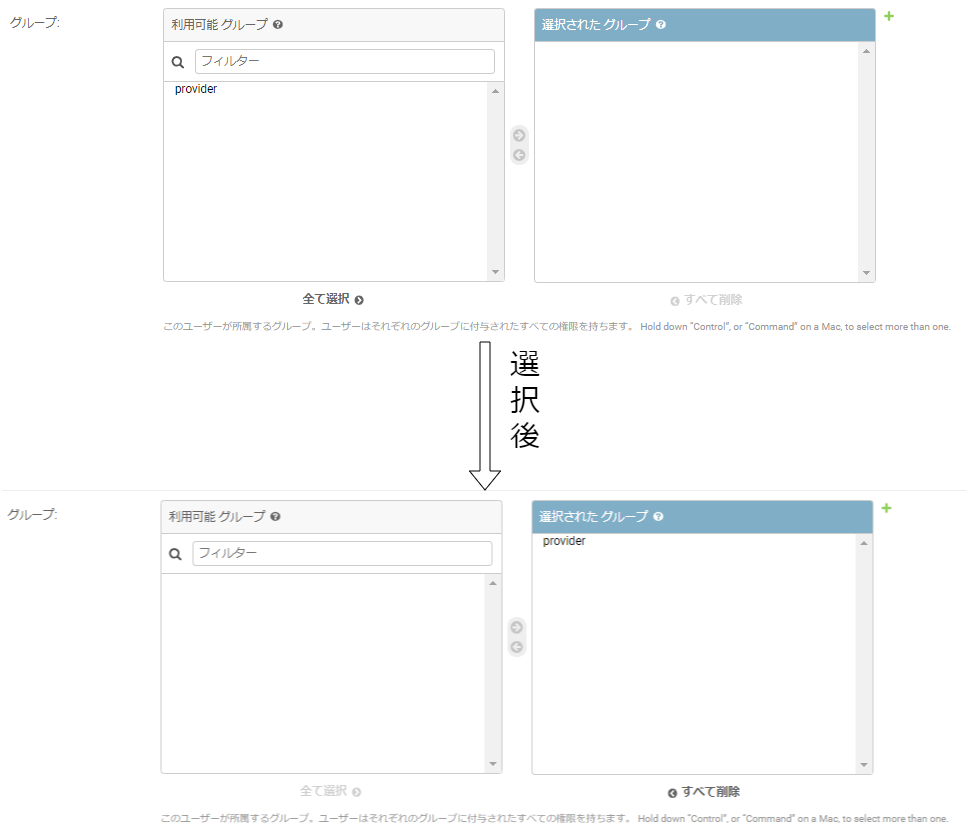 グループ:
利用可能 グループ
選択された グループ
フィルター
provider
全て選択
すべて削除
このユーザーが所属するグループ。ユーザーはそれぞれのグループに付与されたすべての権限を持ちます。 Hold down "Control", or "Command" on a Mac, to select more than one.
選択後
グループ:
利用可能 グループ
選択された グループ
フィルター
provider
全て選択
すべて削除
このユーザーが所属するグループ。ユーザーはそれぞれのグループに付与されたすべての権限を持ちます。 Hold down "Control", or "Command" on a Mac, to select more than one.